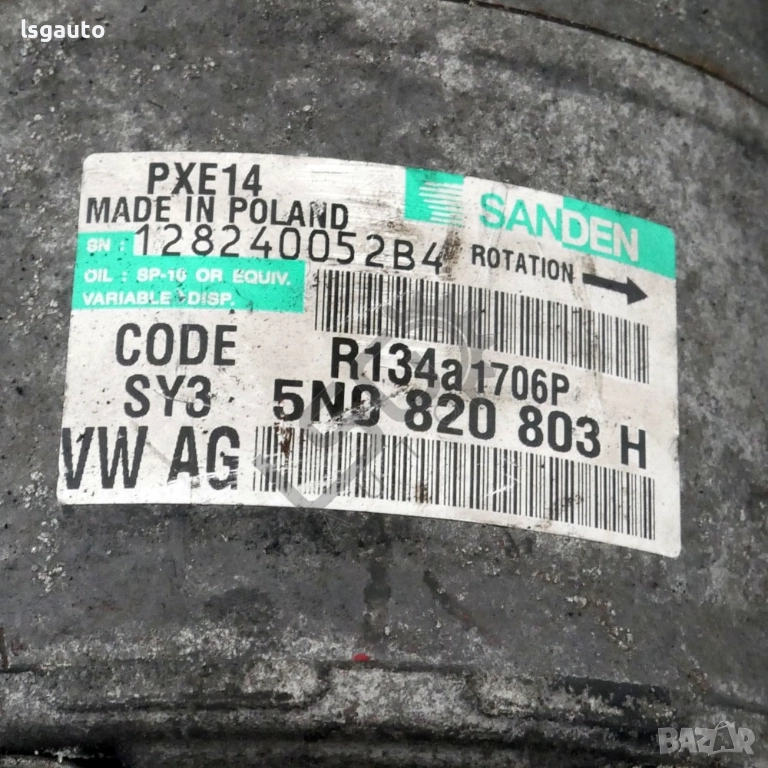 lsgauto
PXE14
SANDEN
MADE IN POLAND
SN : 128240052B4
ROTATION
OIL : SP-10 OR EQUIV.
VARIABLE DISP.
CODE
R134a1706P
SY3
5N0 820 803 H
VW AG
BAZAR